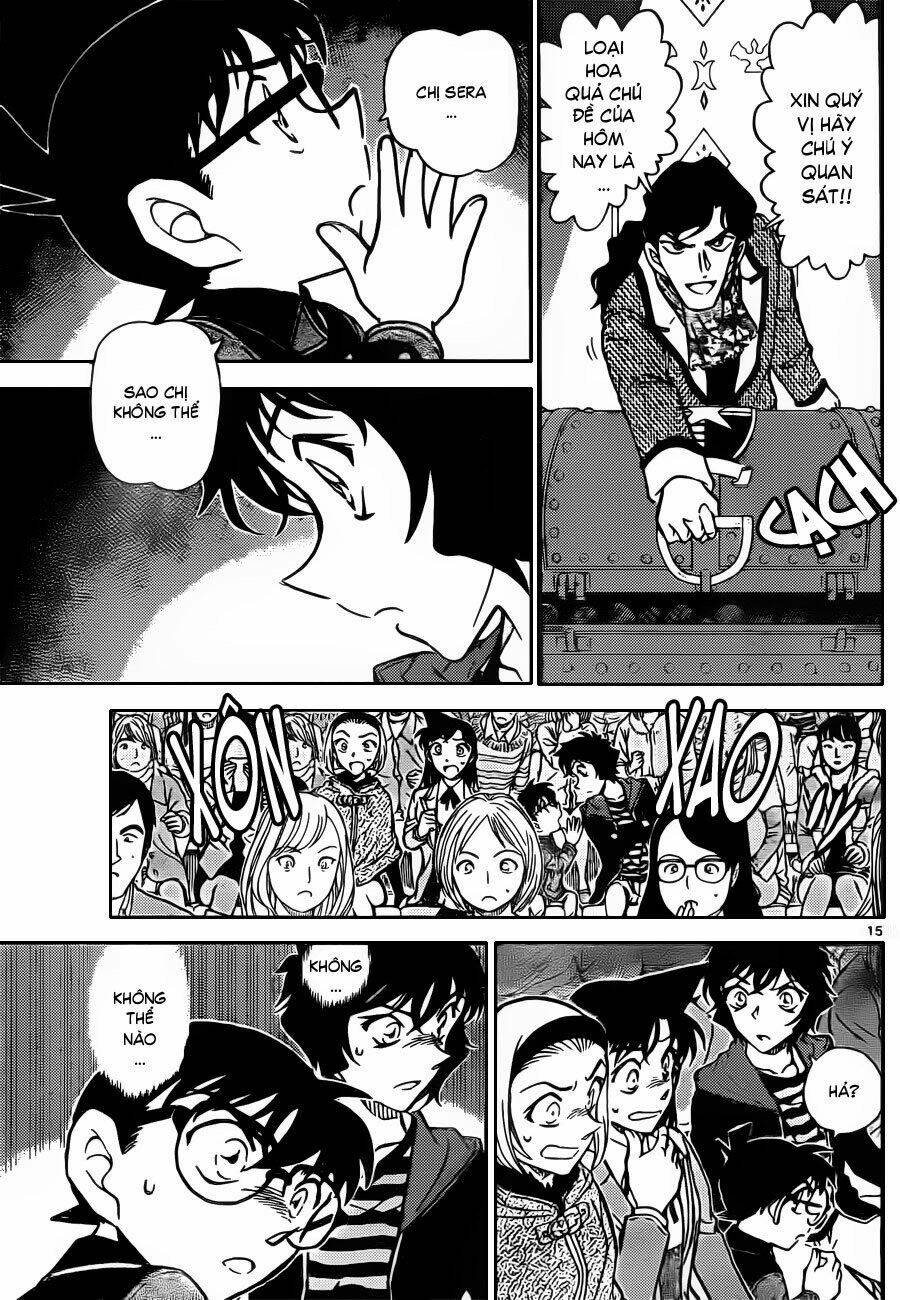 XIN QUÝ
VỊ HÃY
CHÚ Ý
QUAN
SÁT!!
LOẠI
HOA
QUẢ CHỦ
ĐỀ CỦA
HÔM
NAY LÀ
...
CẠCH
CHỊ SERA
...
SAO CHỊ
KHÔNG THỂ
...
XÔN
XAO
15
HẢ?
KHÔNG
...
KHÔNG
THỂ
NÀO
...